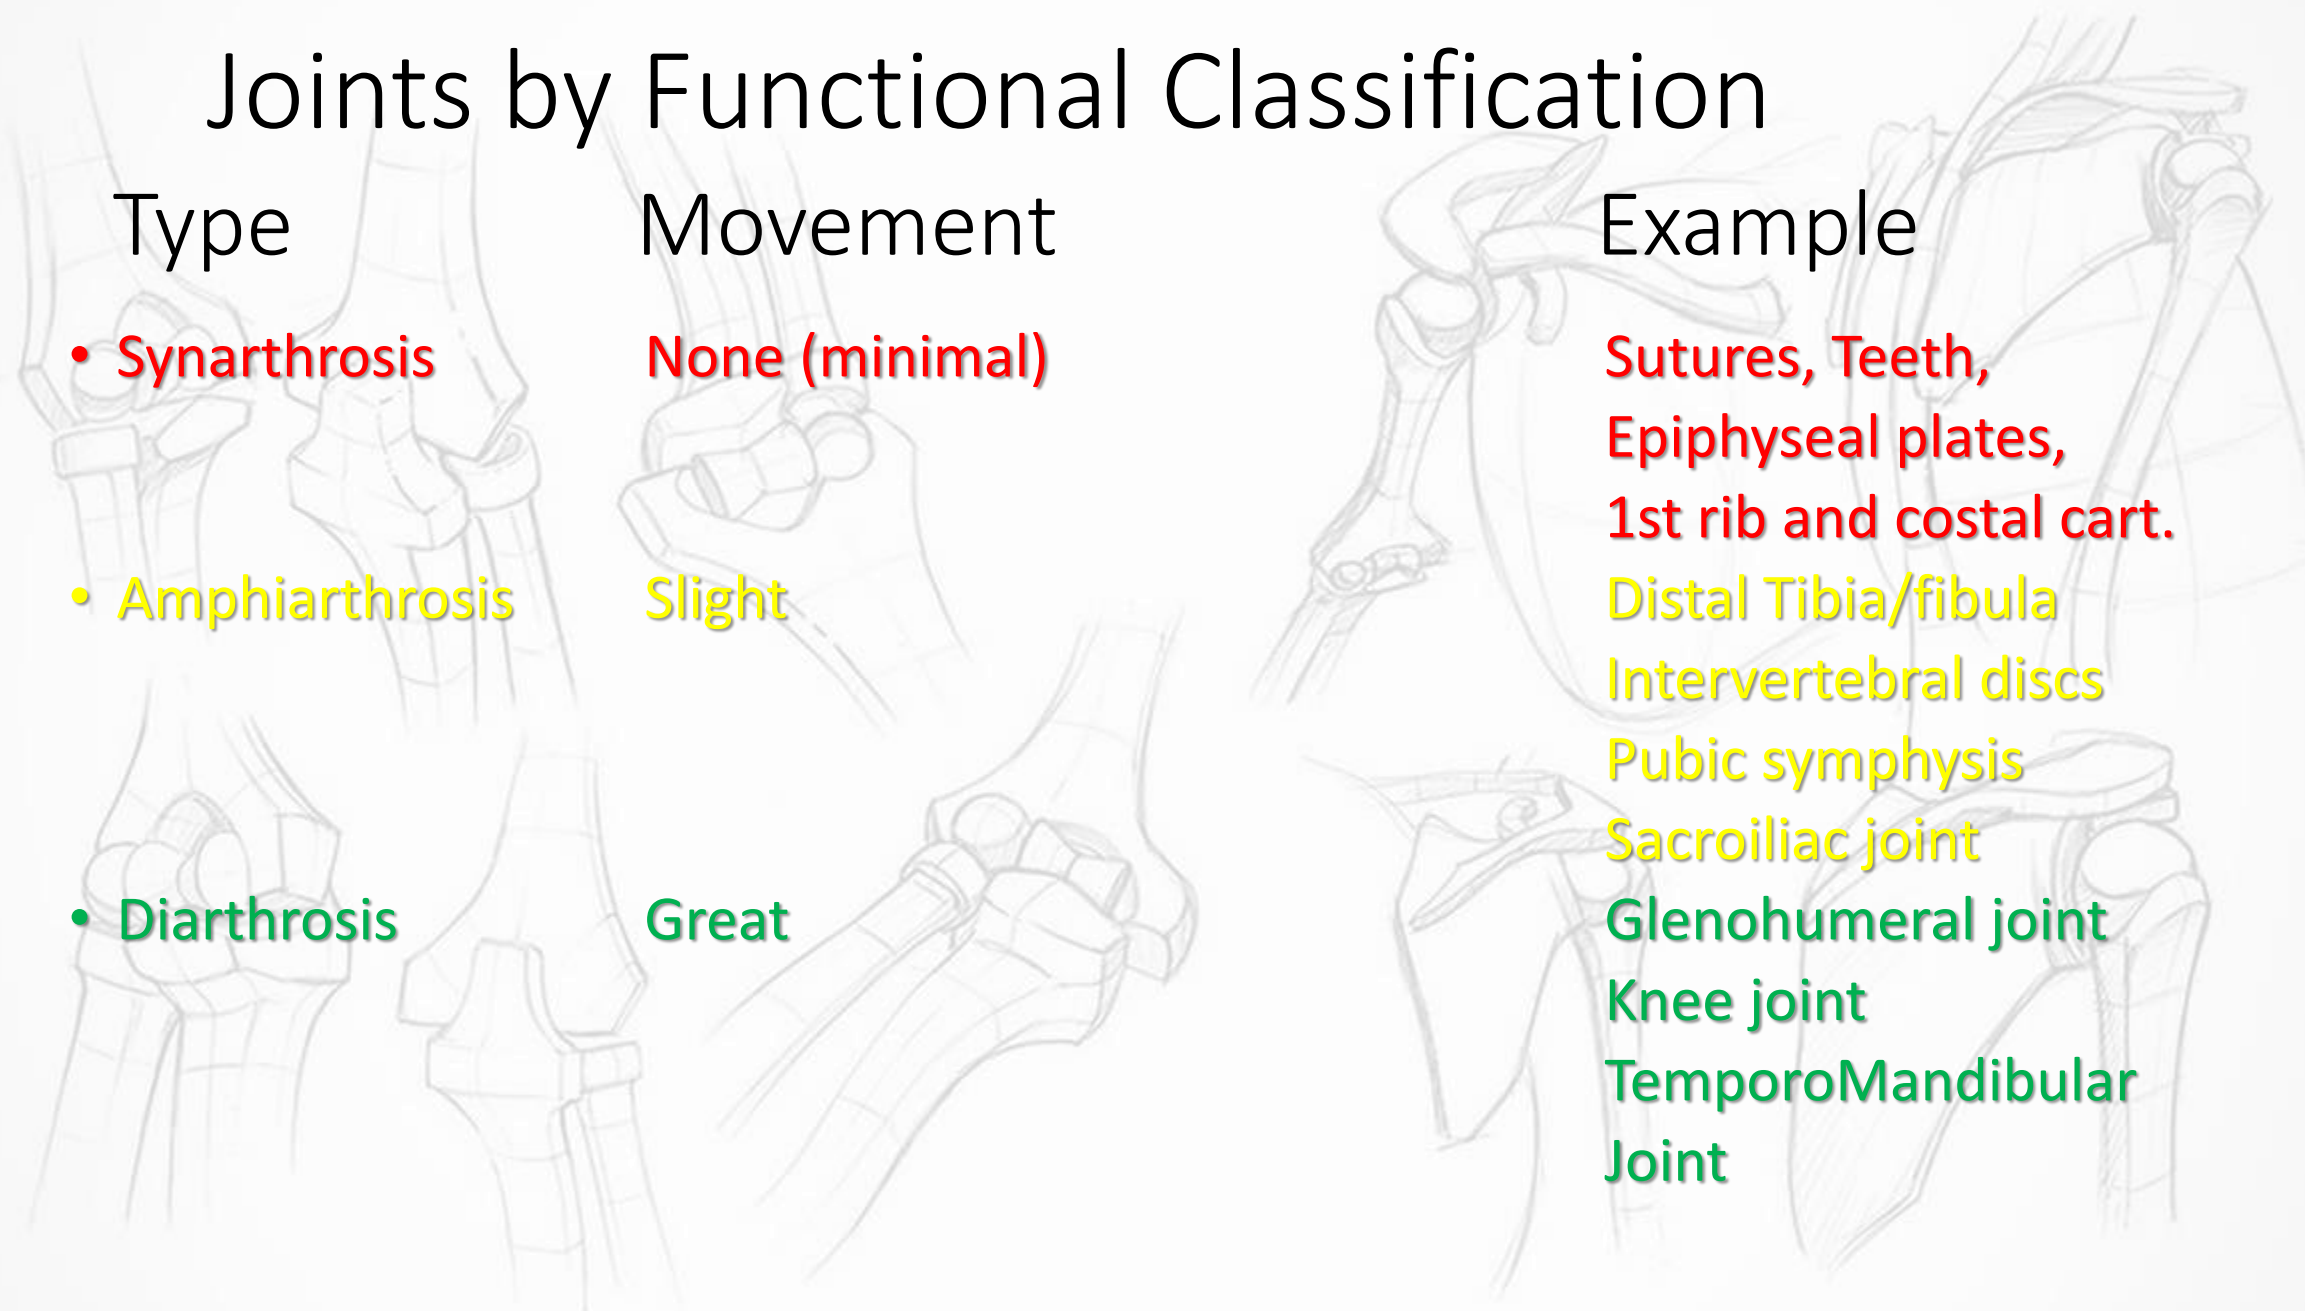 Joints by Functional Classification
Type Movement Example
• Synarthrosis None (minimal) Sutures, Teeth,
Epiphyseal plates,
1st rib and costal cart.
• Amphiarthrosis Slight Distal Tibia/fibula
Intervertebral discs
Pubic symphysis
Sacroiliac joint
• Diarthrosis Great Glenohumeral joint
Knee joint
TemporoMandibular
Joint